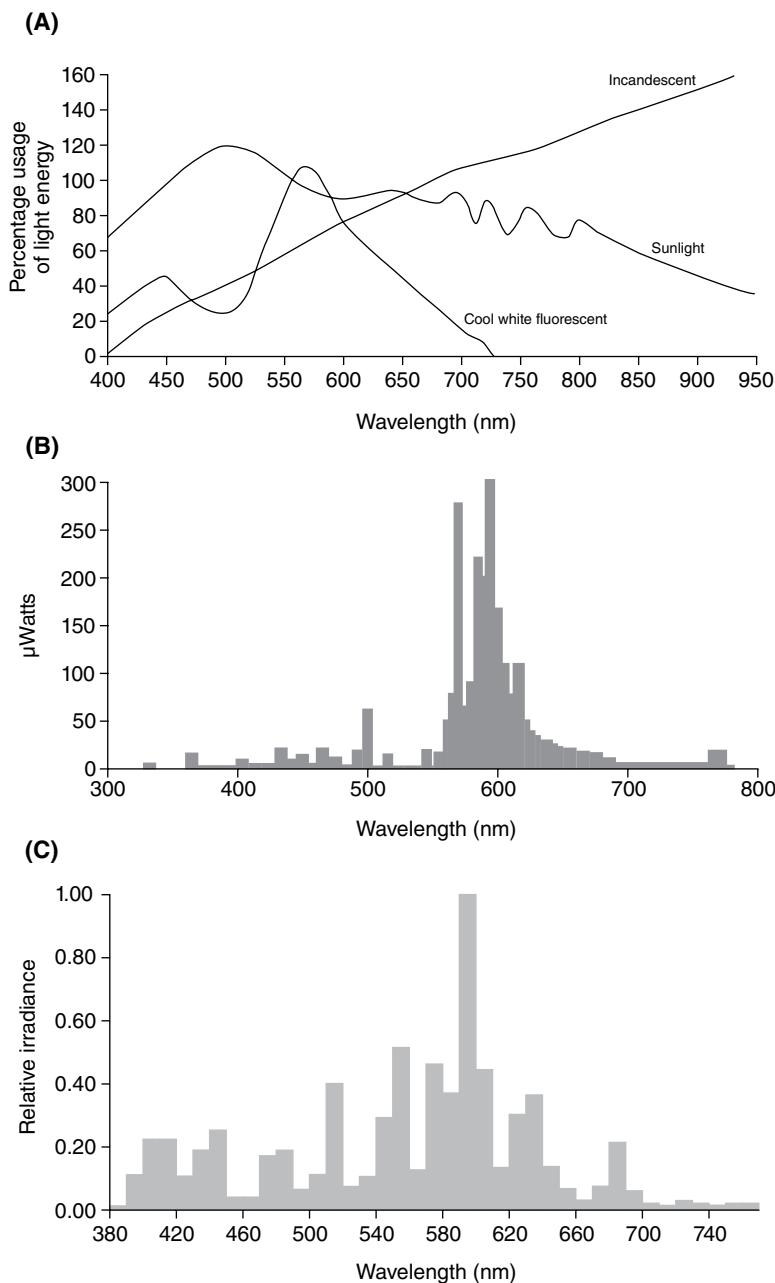 (A)
Percentage usage
of light energy
160
140
120
100
80
60
40
20
0
Incandescent
Sunlight
Cool white fluorescent
400 450 500 550 600 650 700 750 800 850 900 950
Wavelength (nm)
(B)
µWatts
300
250
200
150
100
50
0
300 400 500 600 700 800
Wavelength (nm)
(C)
Relative irradiance
1.00
0.80
0.60
0.40
0.20
0.00
380 420 460 500 540 580 620 660 700 740
Wavelength (nm)